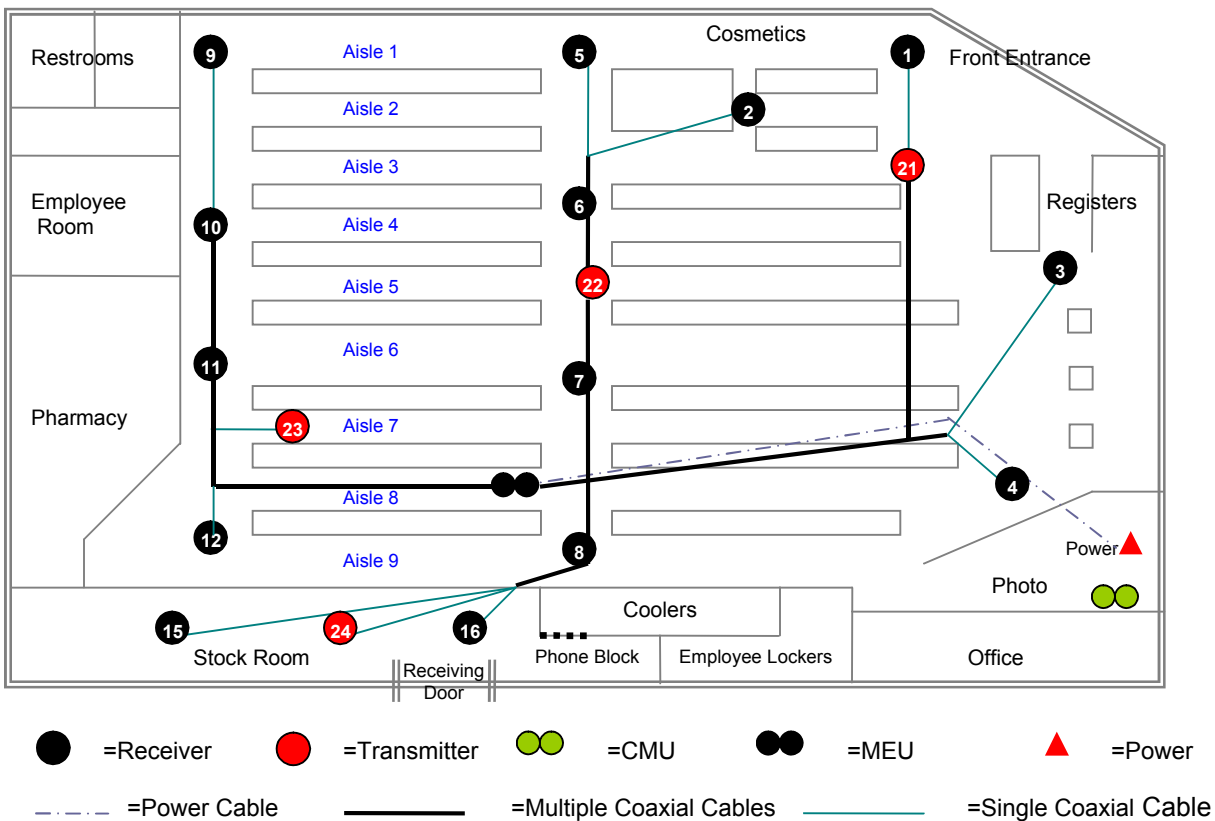 Cosmetics
Restrooms
9
Aisle 1
5
1
Front Entrance
Aisle 2
2
Aisle 3
21
Employee
Room
10
Aisle 4
6
Registers
3
Aisle 5
22
Aisle 6
11
7
Pharmacy
23
Aisle 7
Aisle 8
4
12
Aisle 9
8
Power
Photo
Coolers
15
24
16
Stock Room
Phone Block
Employee Lockers
Office
Receiving
Door
=Receiver
=Transmitter
=CMU
=MEU
=Power
=Power Cable
=Multiple Coaxial Cables
=Single Coaxial Cable